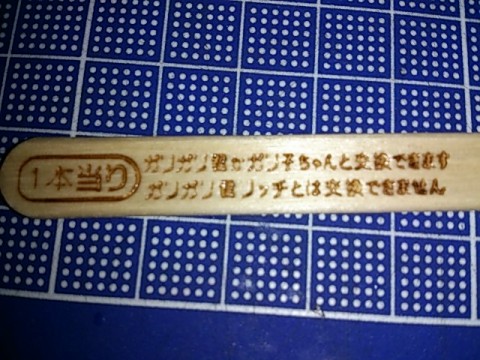 一本当り
ガリガリ君かガリ子ちゃんと交換できます
ガリガリ君リッチとは交換できません